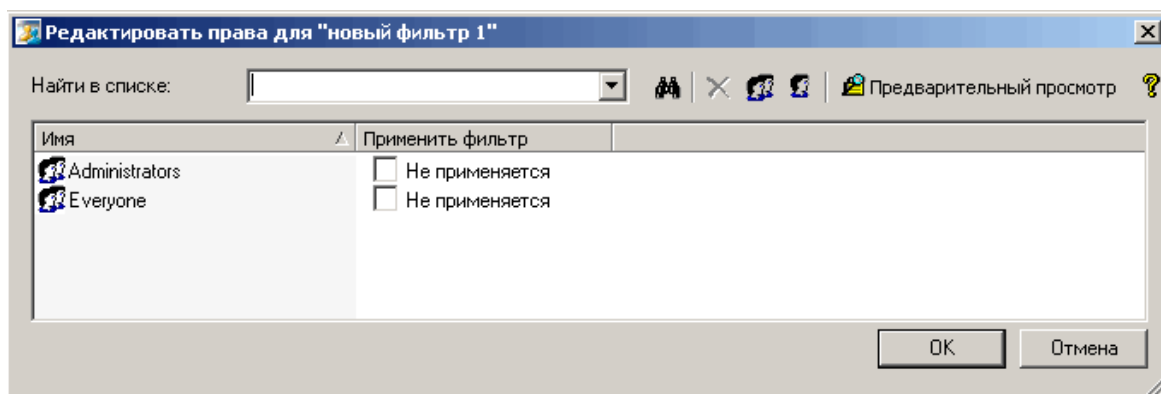 Редактировать права для "новый фильтр 1"
Найти в списке:
Предварительный просмотр
Имя Применить фильтр
Administrators Не применяется
Everyone Не применяется
OK Отмена